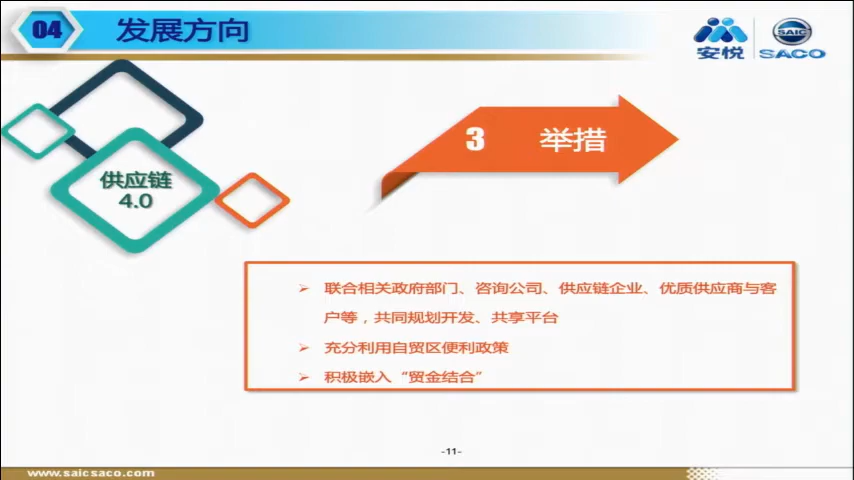 04 发展方向
安悦
SAIC
SACO
3 举措
供应链
4.0
➢ 联合相关政府部门、咨询公司、供应链企业、优质供应商与客
户等，共同规划开发、共享平台
➢ 充分利用自贸区便利政策
➢ 积极嵌入“贸金结合”
-11-
www.saicsaco.com